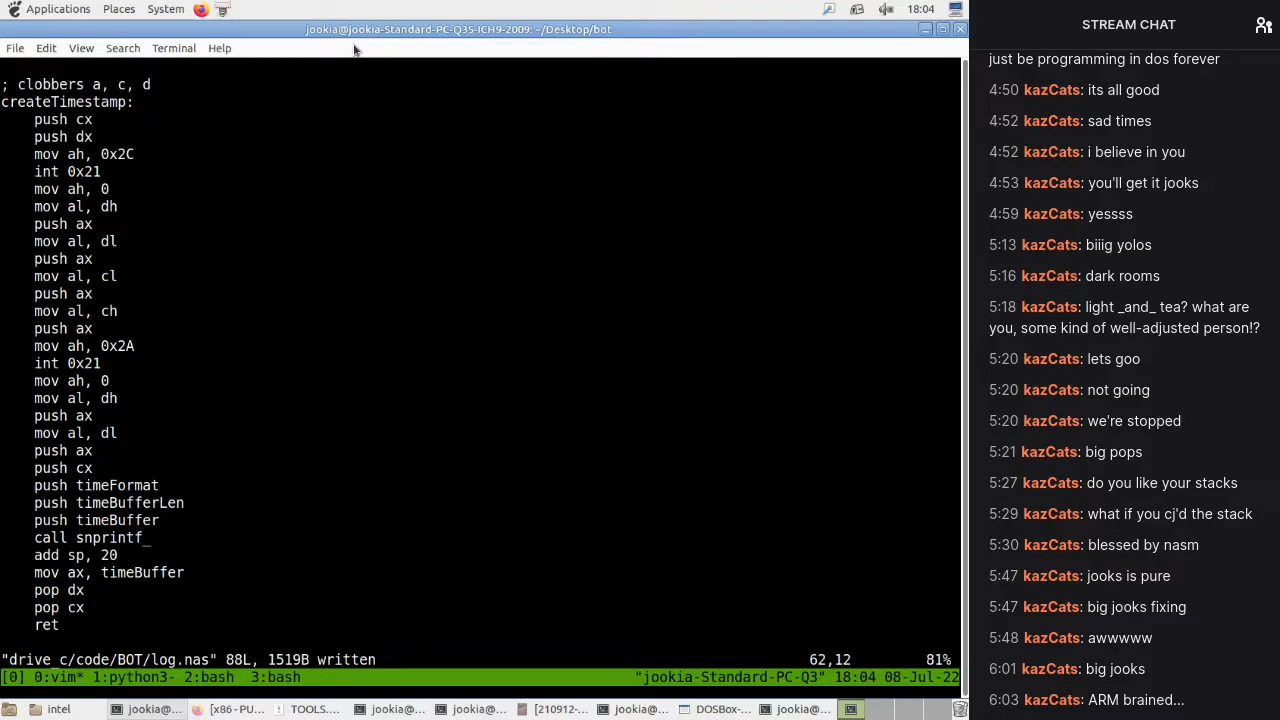 Applications Places System 18:04
jookia@jookia-Standard-PC-Q35-ICH9-2009: ~/Desktop/bot
File Edit View Search Terminal Help
; clobbers a, c, d
createTimestamp:
    push cx
    push dx
    mov ah, 0x2C
    int 0x21
    mov ah, 0
    mov al, dh
    push ax
    mov al, dl
    push ax
    mov al, cl
    push ax
    mov al, ch
    push ax
    mov ah, 0x2A
    int 0x21
    mov ah, 0
    mov al, dh
    push ax
    mov al, dl
    push ax
    push cx
    push timeFormat
    push timeBufferLen
    push timeBuffer
    call snprintf_
    add sp, 20
    mov ax, timeBuffer
    pop dx
    pop cx
    ret
"drive_c/code/BOT/log.nas" 88L, 1519B written 62,12 81%
[0] 0:vim* 1:python3- 2:bash 3:bash "jookia-Standard-PC-Q3" 18:04 08-Jul-22
intel jookia@... [x86 - PU... TOOLS.... jookia@... jookia@... [210912-... jookia@... DOSBox-... jookia@...
STREAM CHAT
just be programming in dos forever
4:50 kazCats: its all good
4:52 kazCats: sad times
4:52 kazCats: i believe in you
4:53 kazCats: you'll get it jooks
4:59 kazCats: yessss
5:13 kazCats: biiig yolos
5:16 kazCats: dark rooms
5:18 kazCats: light _and_ tea? what are
you, some kind of well-adjusted person!?
5:20 kazCats: lets goo
5:20 kazCats: not going
5:20 kazCats: we're stopped
5:21 kazCats: big pops
5:27 kazCats: do you like your stacks
5:29 kazCats: what if you cj'd the stack
5:30 kazCats: blessed by nasm
5:47 kazCats: jooks is pure
5:47 kazCats: big jooks fixing
5:48 kazCats: awwwww
6:01 kazCats: big jooks
6:03 kazCats: ARM brained...